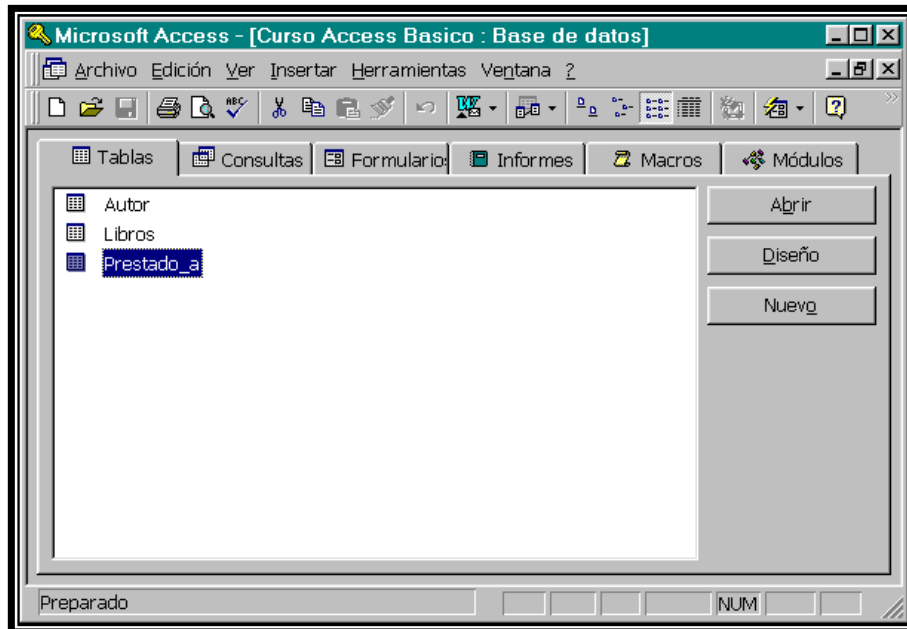 Microsoft Access - [Curso Access Basico : Base de datos]
Archivo Edición Ver Insertar Herramientas Ventana ?
Tablas Consultas Formulario Informes Macros Módulos
Autor
Libros
Prestado_a
Abrir
Diseño
Nuevo
Preparado NUM